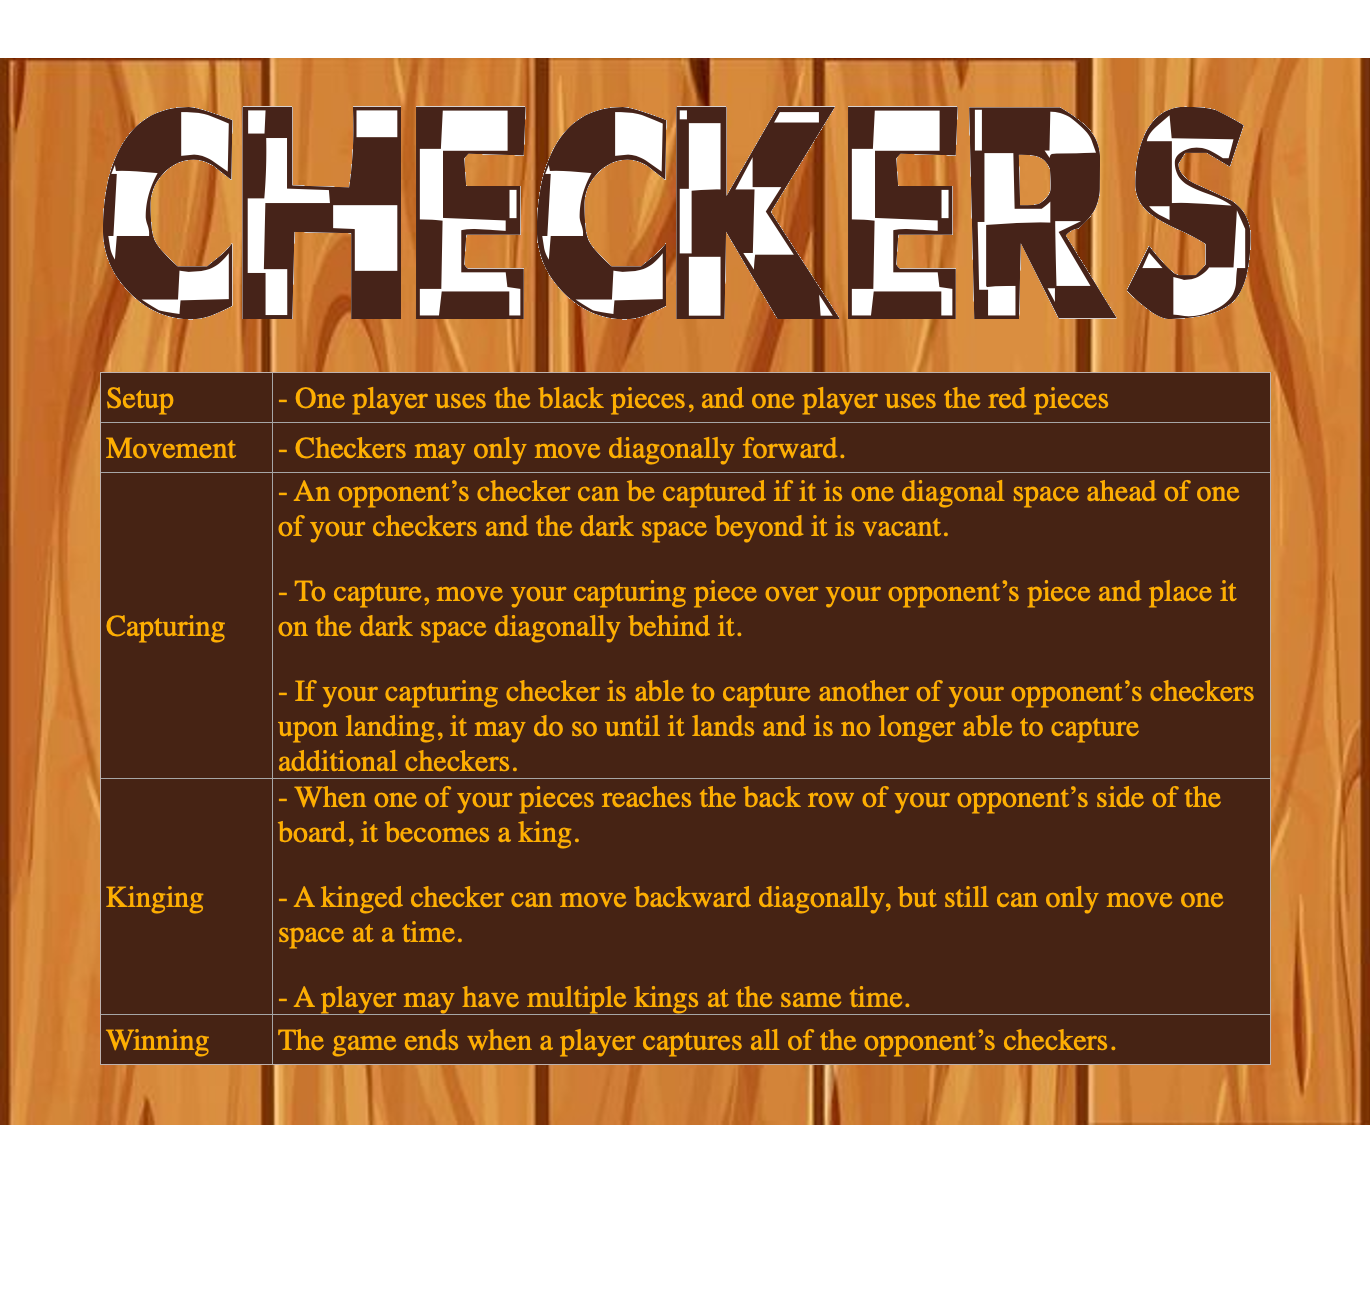 CHECKERS
Setup
- One player uses the black pieces, and one player uses the red pieces
Movement
- Checkers may only move diagonally forward.
Capturing
- An opponent’s checker can be captured if it is one diagonal space ahead of one
of your checkers and the dark space beyond it is vacant.
- To capture, move your capturing piece over your opponent’s piece and place it
on the dark space diagonally behind it.
- If your capturing checker is able to capture another of your opponent’s checkers
upon landing, it may do so until it lands and is no longer able to capture
additional checkers.
Kinging
- When one of your pieces reaches the back row of your opponent’s side of the
board, it becomes a king.
- A kinged checker can move backward diagonally, but still can only move one
space at a time.
- A player may have multiple kings at the same time.
Winning
The game ends when a player captures all of the opponent’s checkers.